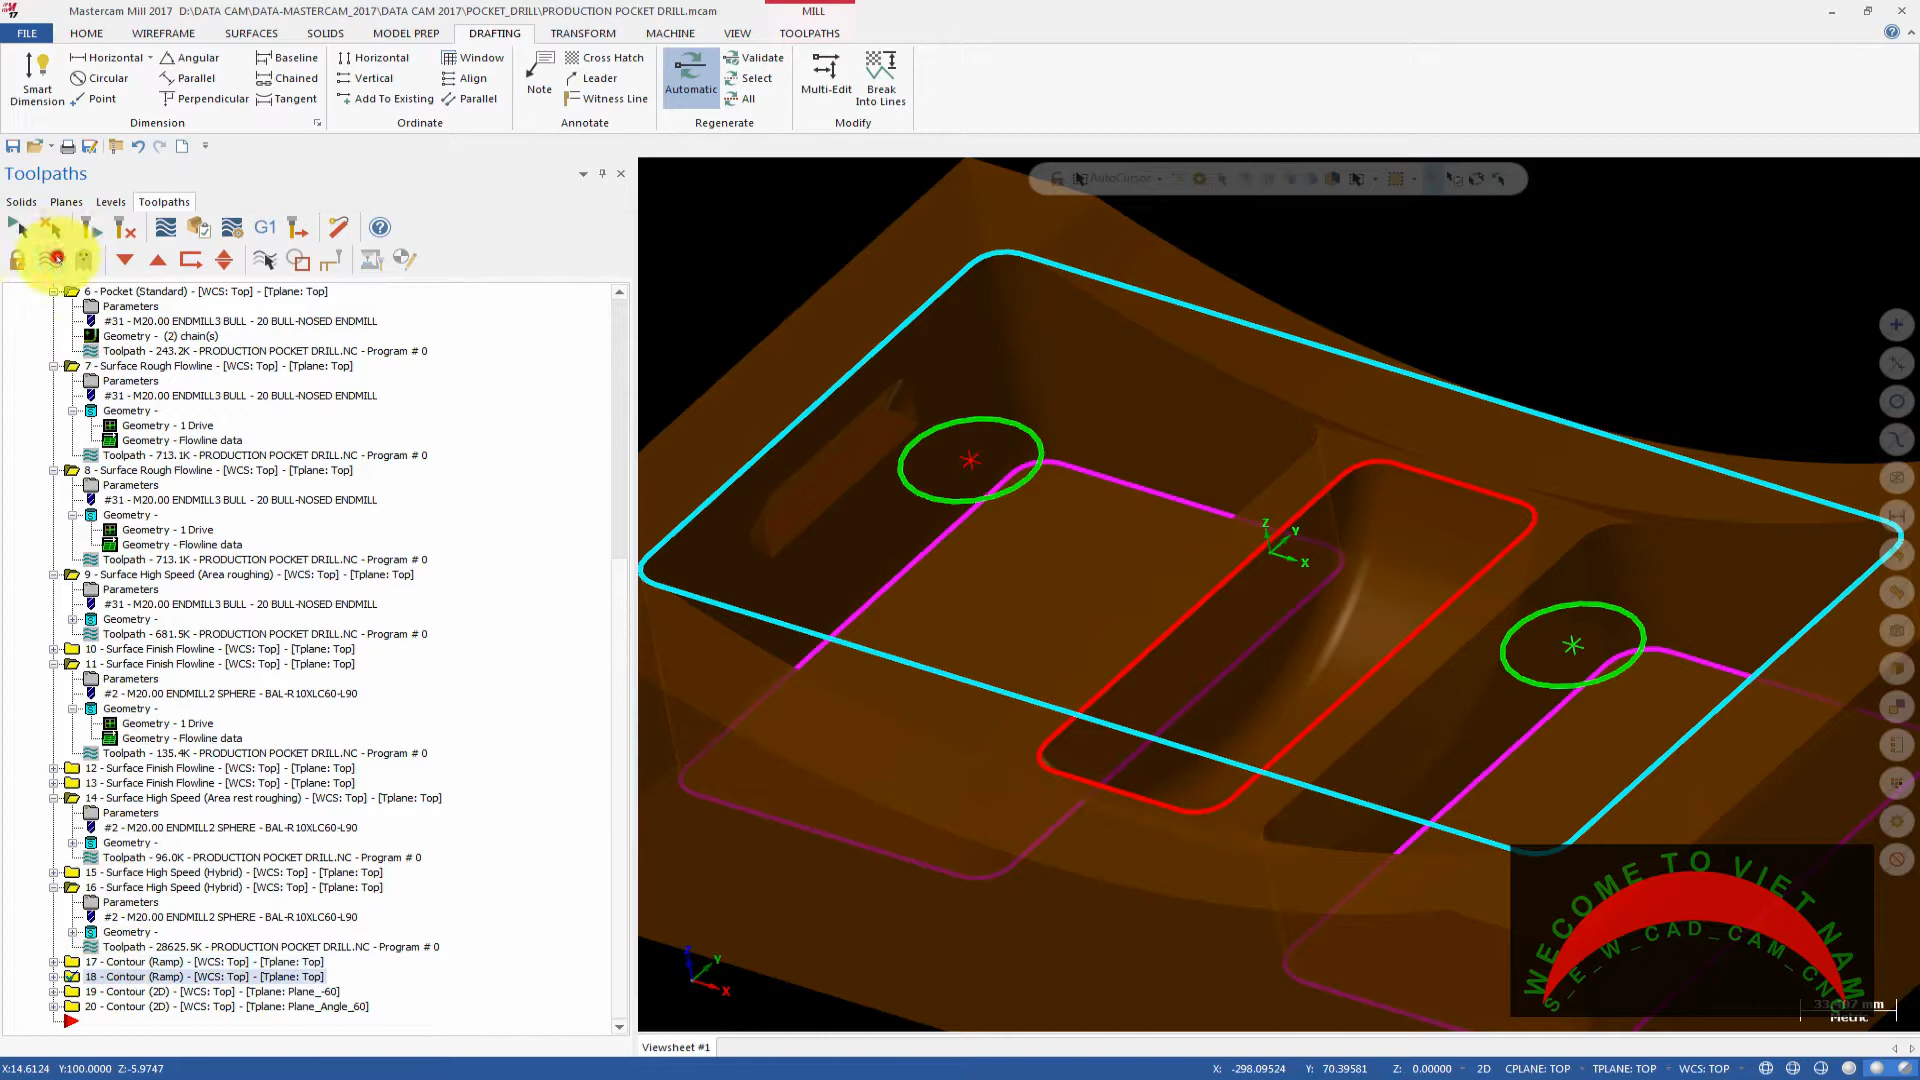 Mastercam Mill 2017 D:\DATA CAM\DATA-MASTERCAM_2017\DATA CAM 2017\POCKET_DRILL\PRODUCTION POCKET DRILL.mcam
MILL
FILE HOME WIREFRAME SURFACES SOLIDS MODEL PREP DRAFTING TRANSFORM MACHINE VIEW TOOLPATHS
Smart Dimension
Horizontal Angular Baseline
Circular Parallel Chained
Point Perpendicular Tangent
Dimension
Horizontal Window
Vertical Align
Add To Existing Parallel
Ordinate
Note
Cross Hatch
Leader
Witness Line
Annotate
Automatic
Validate
Select
All
Regenerate
Multi-Edit
Break Into Lines
Modify
Toolpaths
Solids Planes Levels Toolpaths
G1
AutoCursor
6 - Pocket (Standard) - [WCS: Top] - [Tplane: Top]
Parameters
#31 - M20.00 ENDMILL3 BULL - 20 BULL-NOSED ENDMILL
Geometry - (2) chain(s)
Toolpath - 243.2K - PRODUCTION POCKET DRILL.NC - Program # 0
7 - Surface Rough Flowline - [WCS: Top] - [Tplane: Top]
Parameters
#31 - M20.00 ENDMILL3 BULL - 20 BULL-NOSED ENDMILL
Geometry -
Geometry - 1 Drive
Geometry - Flowline data
Toolpath - 713.1K - PRODUCTION POCKET DRILL.NC - Program # 0
8 - Surface Rough Flowline - [WCS: Top] - [Tplane: Top]
Parameters
#31 - M20.00 ENDMILL3 BULL - 20 BULL-NOSED ENDMILL
Geometry -
Geometry - 1 Drive
Geometry - Flowline data
Toolpath - 713.1K - PRODUCTION POCKET DRILL.NC - Program # 0
9 - Surface High Speed (Area roughing) - [WCS: Top] - [Tplane: Top]
Parameters
#31 - M20.00 ENDMILL3 BULL - 20 BULL-NOSED ENDMILL
Geometry -
Toolpath - 681.5K - PRODUCTION POCKET DRILL.NC - Program # 0
10 - Surface Finish Flowline - [WCS: Top] - [Tplane: Top]
11 - Surface Finish Flowline - [WCS: Top] - [Tplane: Top]
Parameters
#2 - M20.00 ENDMILL2 SPHERE - BAL-R10XLC60-L90
Geometry -
Geometry - 1 Drive
Geometry - Flowline data
Toolpath - 135.4K - PRODUCTION POCKET DRILL.NC - Program # 0
12 - Surface Finish Flowline - [WCS: Top] - [Tplane: Top]
13 - Surface Finish Flowline - [WCS: Top] - [Tplane: Top]
14 - Surface High Speed (Area rest roughing) - [WCS: Top] - [Tplane: Top]
Parameters
#2 - M20.00 ENDMILL2 SPHERE - BAL-R10XLC60-L90
Geometry -
Toolpath - 96.0K - PRODUCTION POCKET DRILL.NC - Program # 0
15 - Surface High Speed (Hybrid) - [WCS: Top] - [Tplane: Top]
16 - Surface High Speed (Hybrid) - [WCS: Top] - [Tplane: Top]
Parameters
#2 - M20.00 ENDMILL2 SPHERE - BAL-R10XLC60-L90
Geometry -
Toolpath - 28625.5K - PRODUCTION POCKET DRILL.NC - Program # 0
17 - Contour (Ramp) - [WCS: Top] - [Tplane: Top]
18 - Contour (Ramp) - [WCS: Top] - [Tplane: Top]
19 - Contour (2D) - [WCS: Top] - [Tplane: Plane_-60]
20 - Contour (2D) - [WCS: Top] - [Tplane: Plane_Angle_60]
Z Y X
Z Y X
WECOME TO VIET NAM
S_E_W_CAD_CAM_CNC
mm
Metric
Viewsheet #1
X:14.6124 Y:100.0000 Z:-5.9747
X: -298.09524 Y: 70.39581 Z: 0.00000 2D CPLANE: TOP TPLANE: TOP WCS: TOP